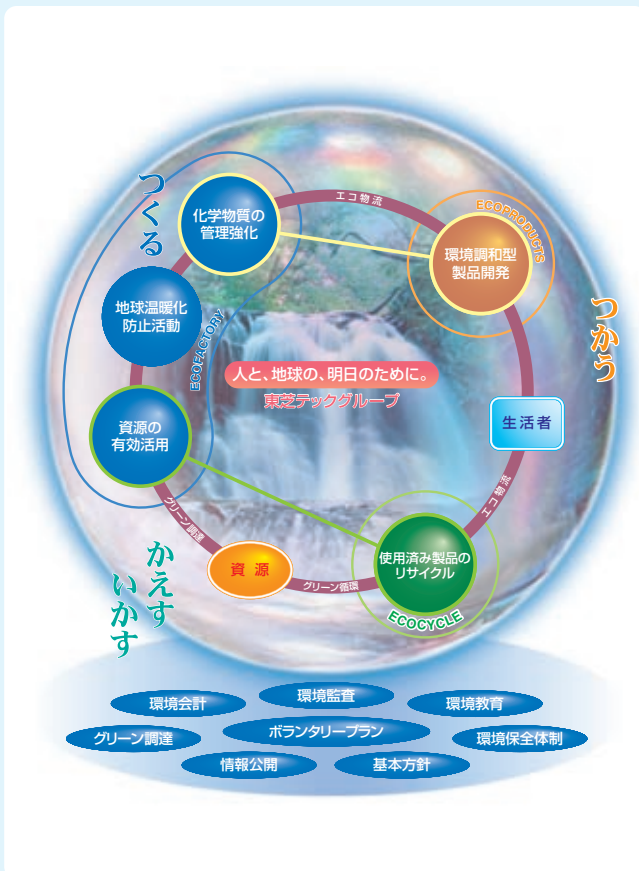 つくる
化学物質の
管理強化
エコ物流
ECOPRODUCTS
環境調和型
製品開発
地球温暖化
防止活動
ECOFACTORY
つかう
人と、地球の、明日のために。
東芝テックグループ
資源の
有効活用
生活者
エコ物流
グリーン調達
資 源
グリーン循環
使用済み製品の
リサイクル
ECOCYCLE
かえす
いかす
環境会計
環境監査
環境教育
グリーン調達
ボランタリープラン
環境保全体制
情報公開
基本方針